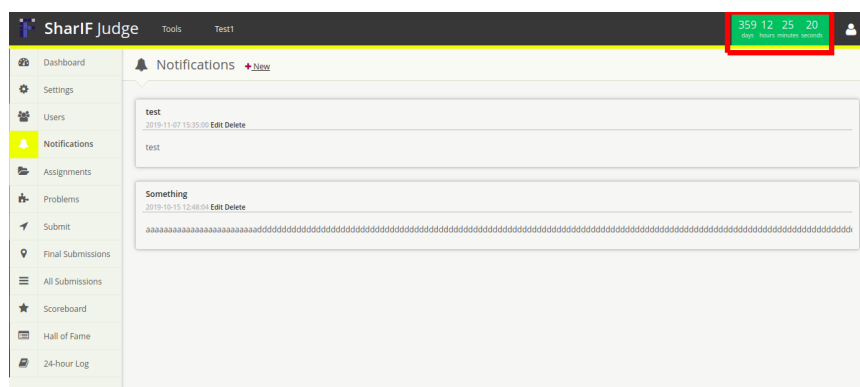 SharIF Judge Tools Test1 359 12 25 20
days hours minutes seconds
Dashboard
Settings
Users
Notifications
Assignments
Problems
Submit
Final Submissions
All Submissions
Scoreboard
Hall of Fame
24-hour Log
Notifications +New
test
2019-11-07 15:35:00 Edit Delete
test
Something
2019-10-15 12:48:04 Edit Delete